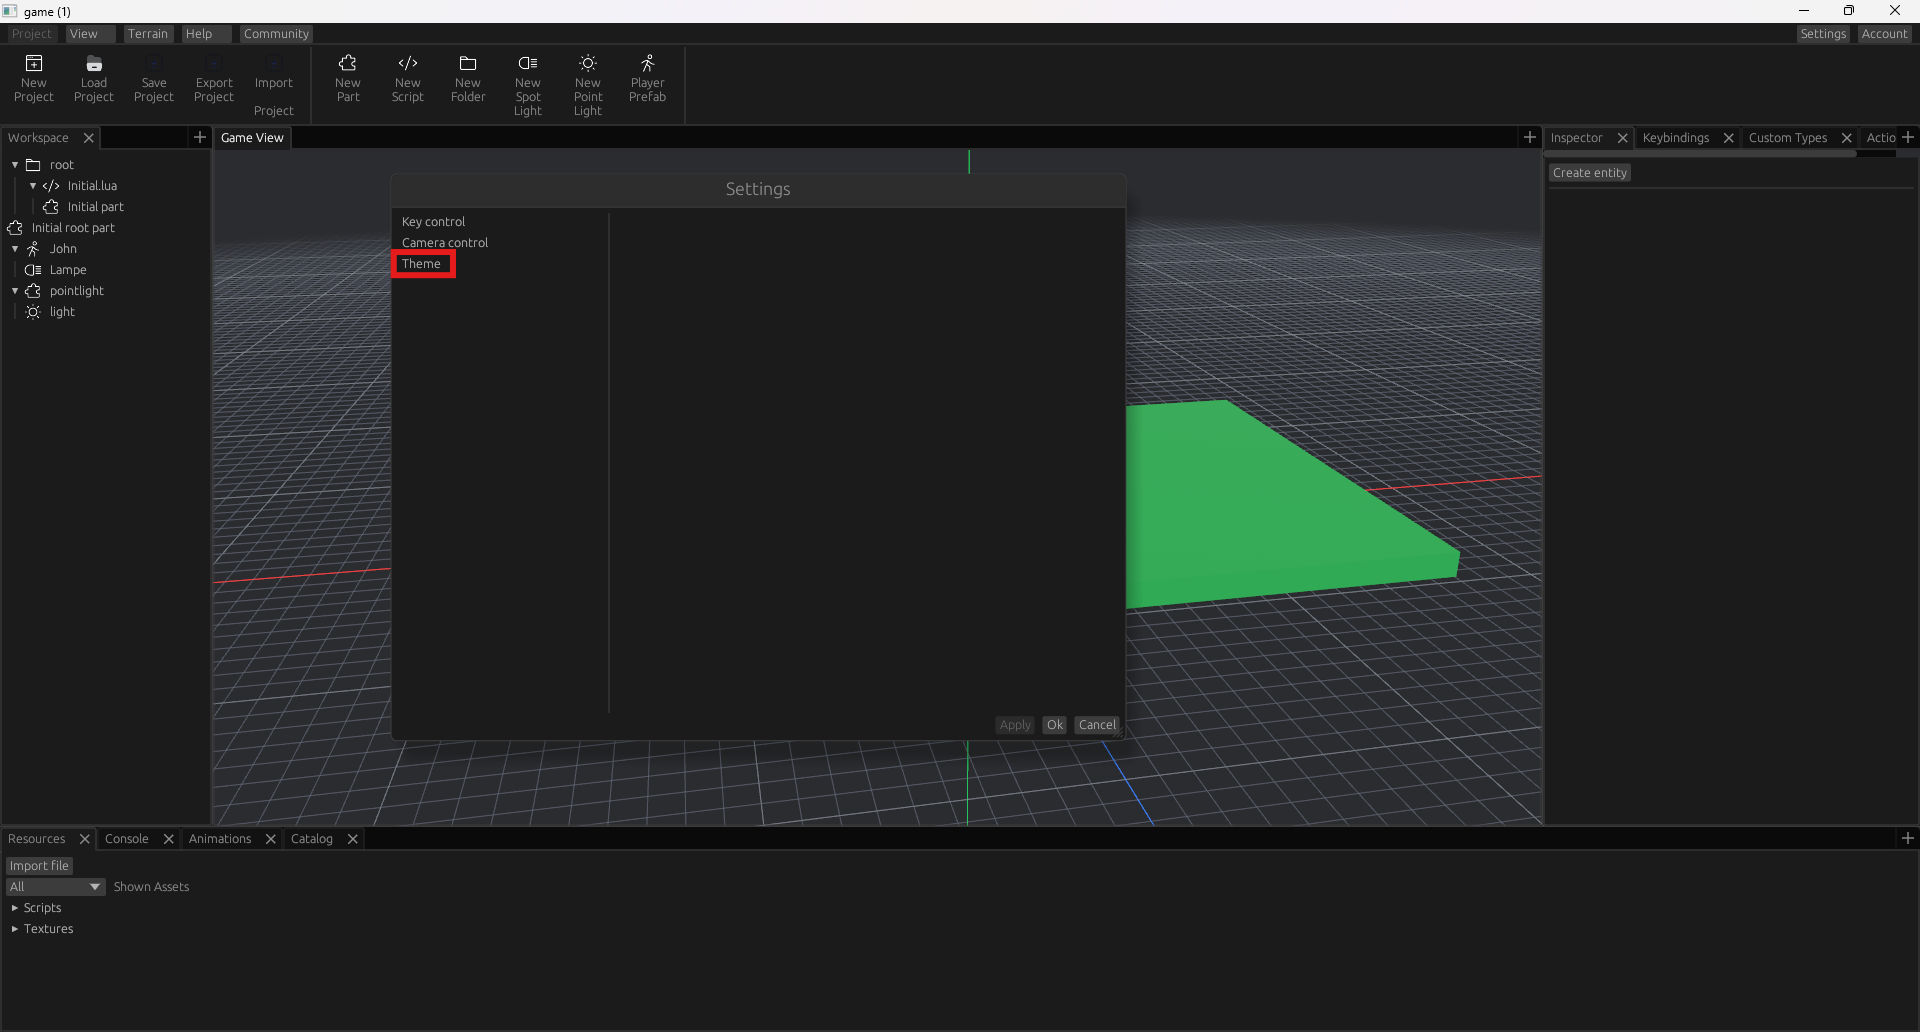 game (1)
Project View Terrain Help Community Settings Account
New Project
Load Project
Save Project
Export Project
Import Project
New Part
New Script
New Folder
New Spot Light
New Point Light
Player Prefab
Workspace
Game View
Inspector Keybindings Custom Types Actio
root
Initial.lua
Initial part
Initial root part
John
Lampe
pointlight
light
Create entity
Settings
Key control
Camera control
Theme
Apply Ok Cancel
Resources Console Animations Catalog
Import file
All Shown Assets
Scripts
Textures